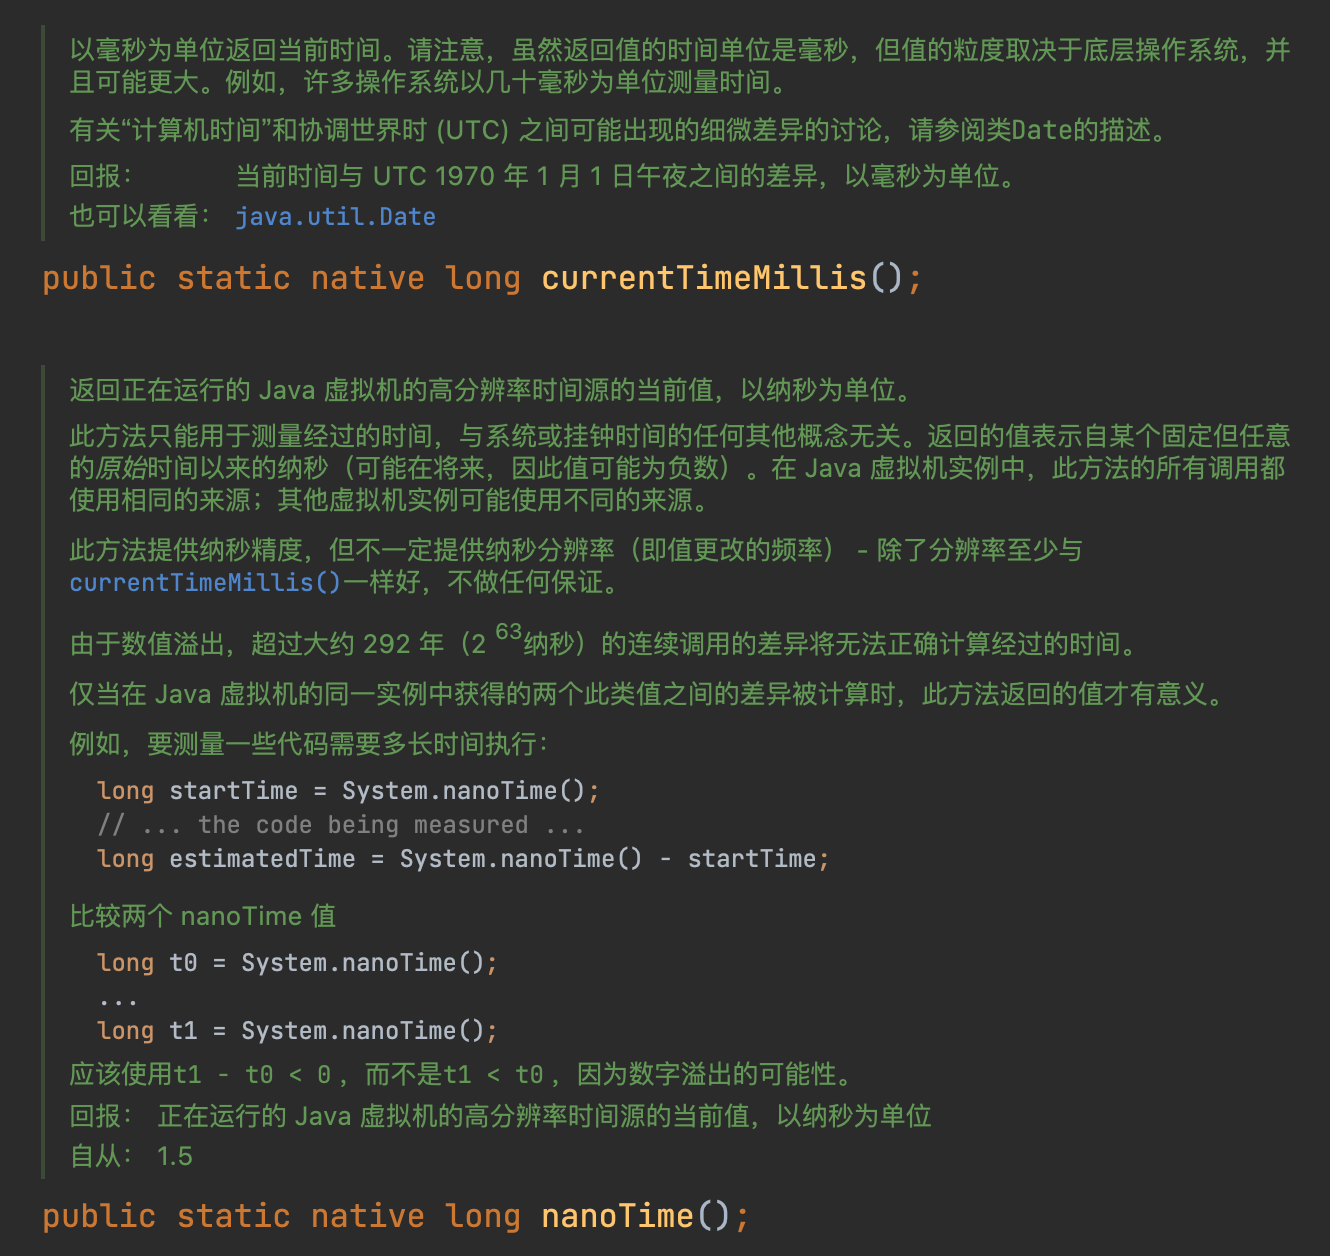 以毫秒为单位返回当前时间。请注意，虽然返回值的时间单位是毫秒，但值的粒度取决于底层操作系统，并
且可能更大。例如，许多操作系统以几十毫秒为单位测量时间。
有关“计算机时间”和协调世界时 (UTC) 之间可能出现的细微差异的讨论，请参阅类Date的描述。
回报： 当前时间与 UTC 1970 年 1 月 1 日午夜之间的差异，以毫秒为单位。
也可以看看： java.util.Date
public static native long currentTimeMillis();
返回正在运行的 Java 虚拟机的高分辨率时间源的当前值，以纳秒为单位。
此方法只能用于测量经过的时间，与系统或挂钟时间的任何其他概念无关。返回的值表示自某个固定但任意
的原始时间以来的纳秒（可能在将来，因此值可能为负数）。在 Java 虚拟机实例中，此方法的所有调用都
使用相同的来源；其他虚拟机实例可能使用不同的来源。
此方法提供纳秒精度，但不一定提供纳秒分辨率（即值更改的频率） - 除了分辨率至少与
currentTimeMillis()一样好，不做任何保证。
由于数值溢出，超过大约 292 年（2 63纳秒）的连续调用的差异将无法正确计算经过的时间。
仅当在 Java 虚拟机的同一实例中获得的两个此类值之间的差异被计算时，此方法返回的值才有意义。
例如，要测量一些代码需要多长时间执行：
long startTime = System.nanoTime();
// ... the code being measured ...
long estimatedTime = System.nanoTime() - startTime;
比较两个 nanoTime 值
long t0 = System.nanoTime();
...
long t1 = System.nanoTime();
应该使用t1 - t0 < 0，而不是t1 < t0，因为数字溢出的可能性。
回报： 正在运行的 Java 虚拟机的高分辨率时间源的当前值，以纳秒为单位
自从： 1.5
public static native long nanoTime();